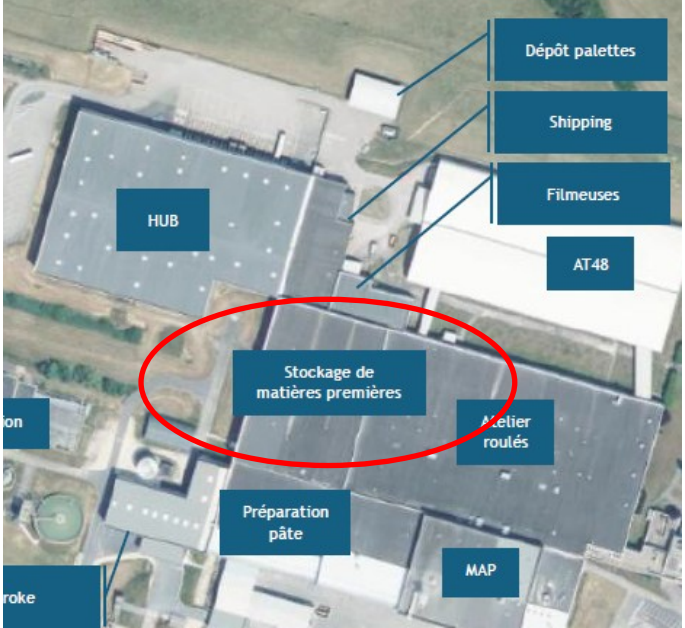 Dépôt palettes
Shipping
Filmeuses
HUB
AT48
Stockage de
matières premières
Atelier
roulés
ion
Préparation
pâte
MAP
roke